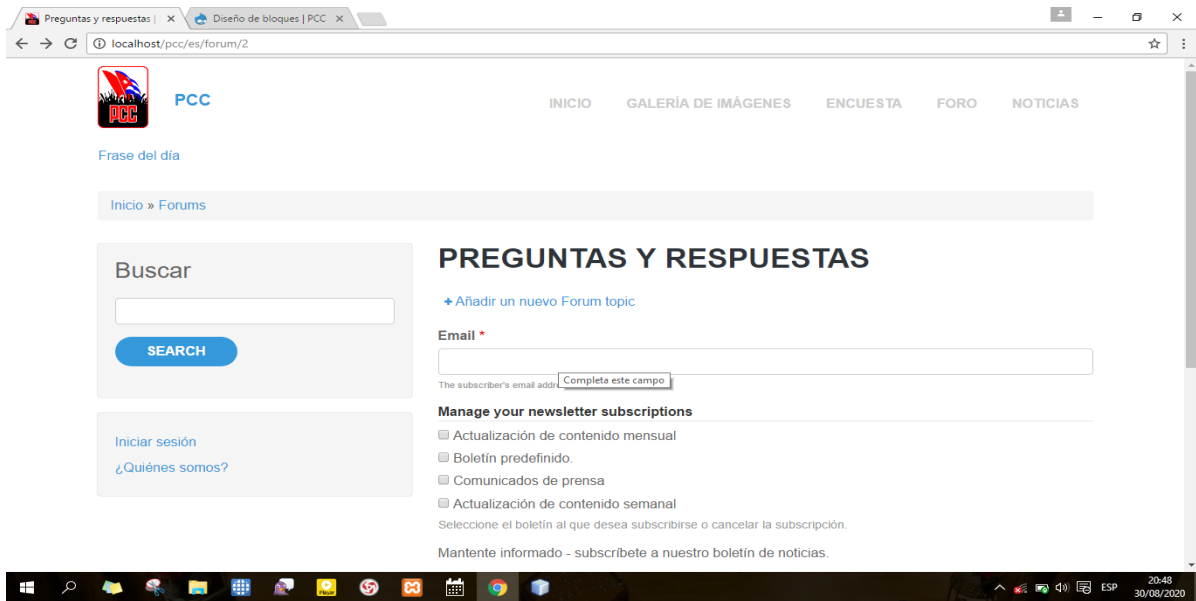 Preguntas y respuestas |
Diseño de bloques | PCC
localhost/pcc/es/forum/2
PCC
PCC
INICIO GALERÍA DE IMÁGENES ENCUESTA FORO NOTICIAS
Frase del día
Inicio » Forums
Buscar
SEARCH
Iniciar sesión
¿Quiénes somos?
PREGUNTAS Y RESPUESTAS
+ Añadir un nuevo Forum topic
Email *
The subscriber's email addre
Completa este campo
Manage your newsletter subscriptions
Actualización de contenido mensual
Boletín predefinido.
Comunicados de prensa
Actualización de contenido semanal
Seleccione el boletín al que desea subscribirse o cancelar la subscripción.
Mantente informado - subscríbete a nuestro boletín de noticias.
Player
ESP
20:48
30/08/2020